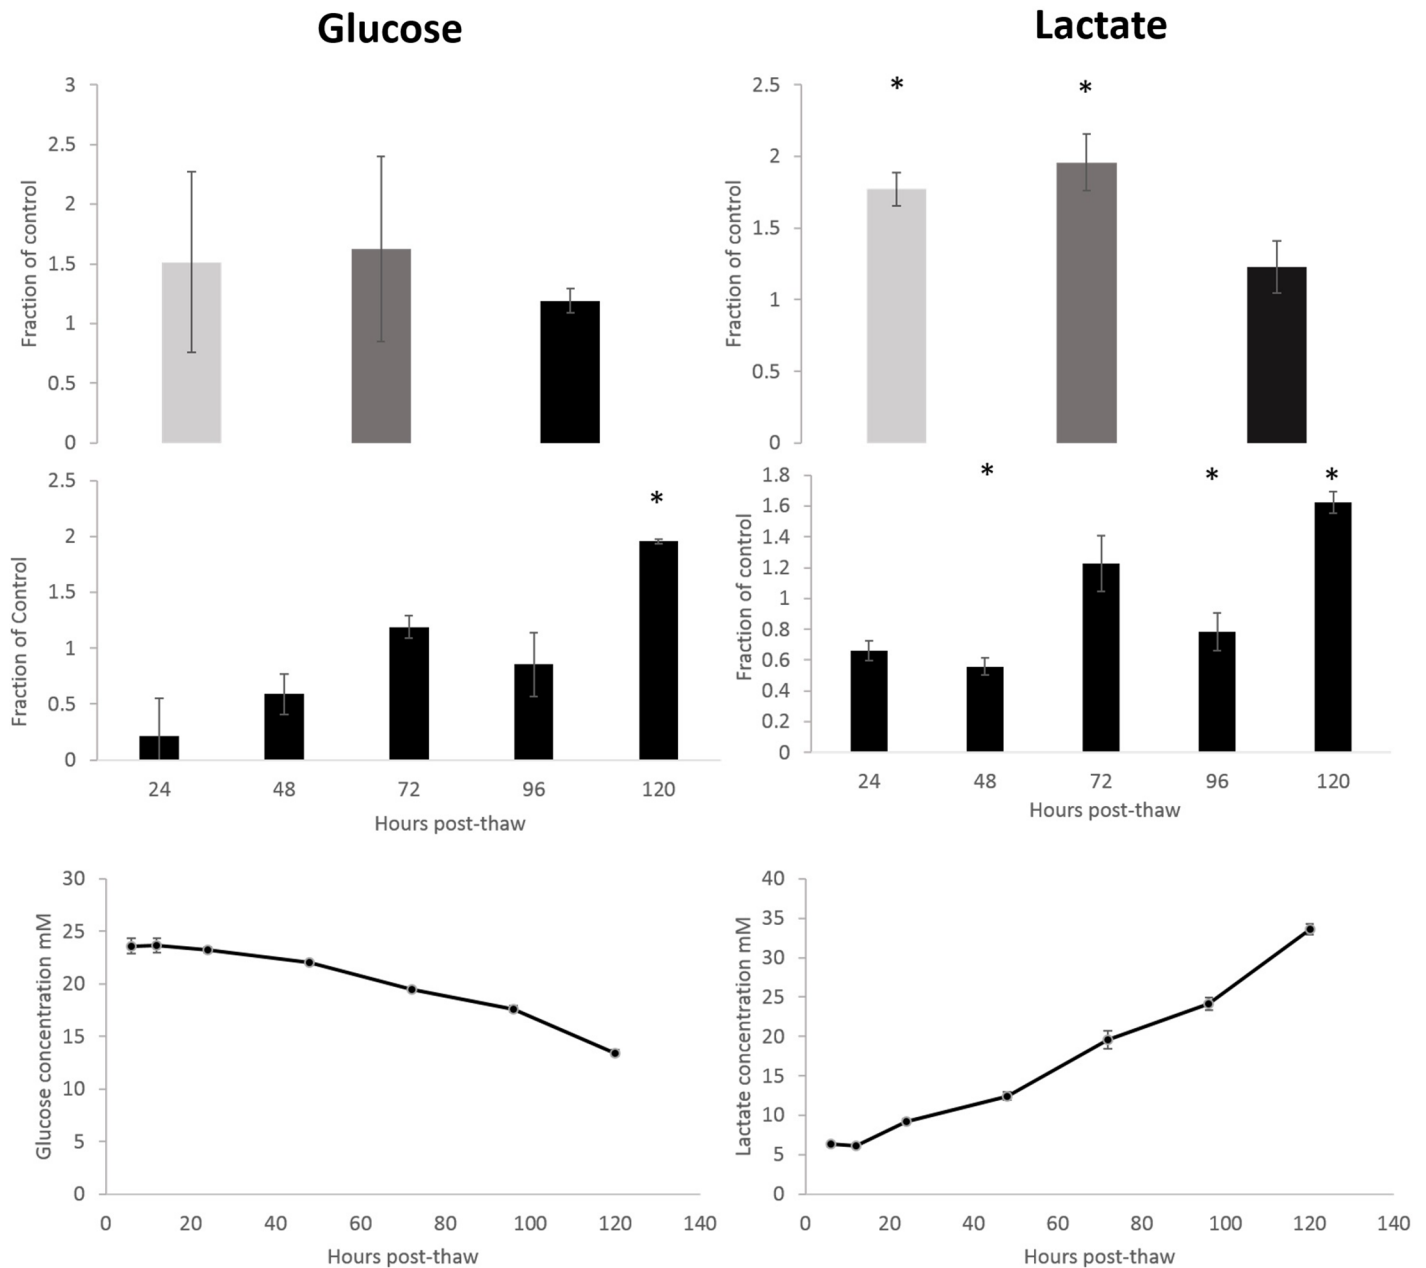 Glucose
Lactate
Fraction of control
3
2.5
2
1.5
1
0.5
0
Fraction of control
2.5
2
1.5
1
0.5
0
* *
Fraction of Control
2.5
2
1.5
1
0.5
0
*
24 48 72 96 120
Hours post-thaw
Fraction of control
1.8
1.6
1.4
1.2
1
0.8
0.6
0.4
0.2
0
* * *
24 48 72 96 120
Hours post-thaw
Glucose concentration mM
30
25
20
15
10
5
0
0 20 40 60 80 100 120 140
Hours post-thaw
Lactate concentration mM
40
35
30
25
20
15
10
5
0
0 20 40 60 80 100 120 140
Hours post-thaw